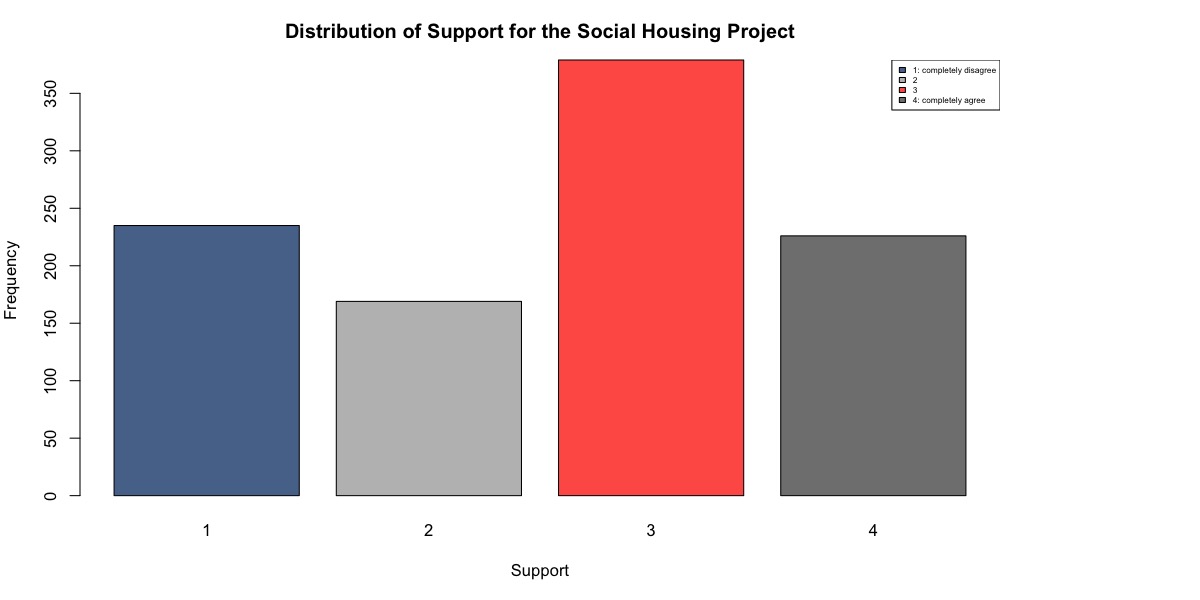 Distribution of Support for the Social Housing Project
1: completely disagree
2
3
4: completely agree
Frequency
350
300
250
200
150
100
50
0
1 2 3 4
Support